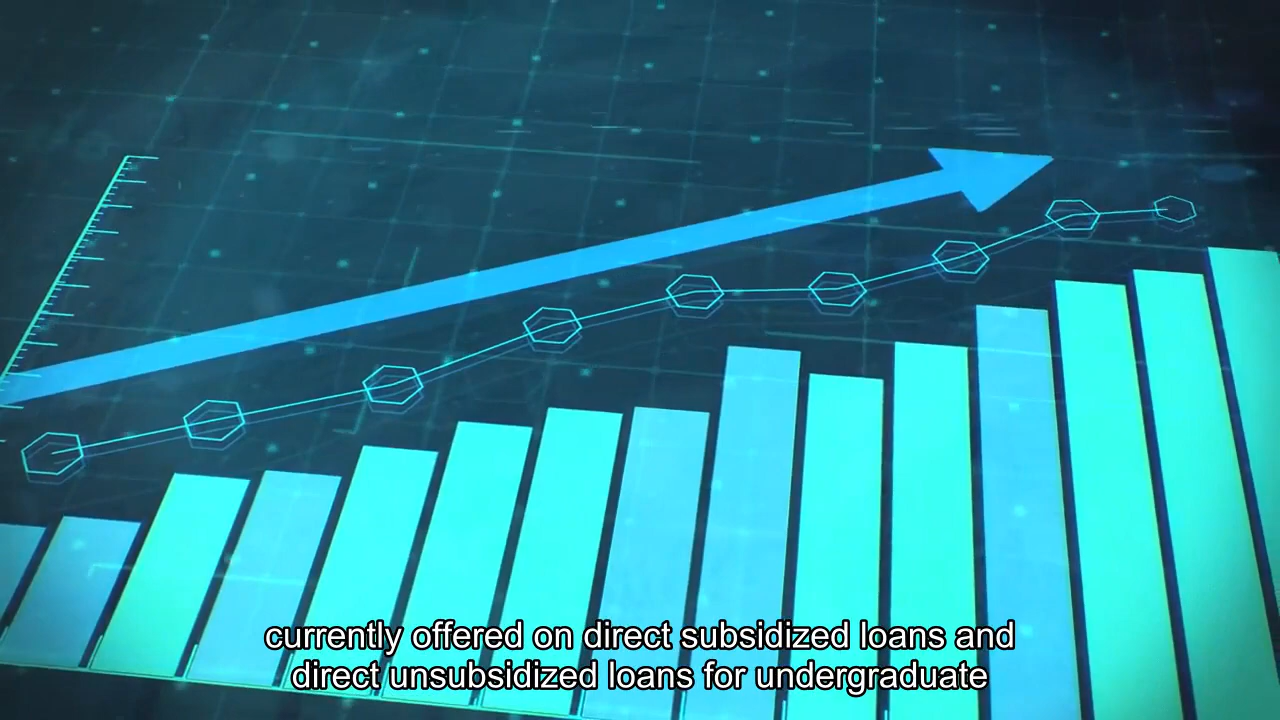 currently offered on direct subsidized loans and
direct unsubsidized loans for undergraduate